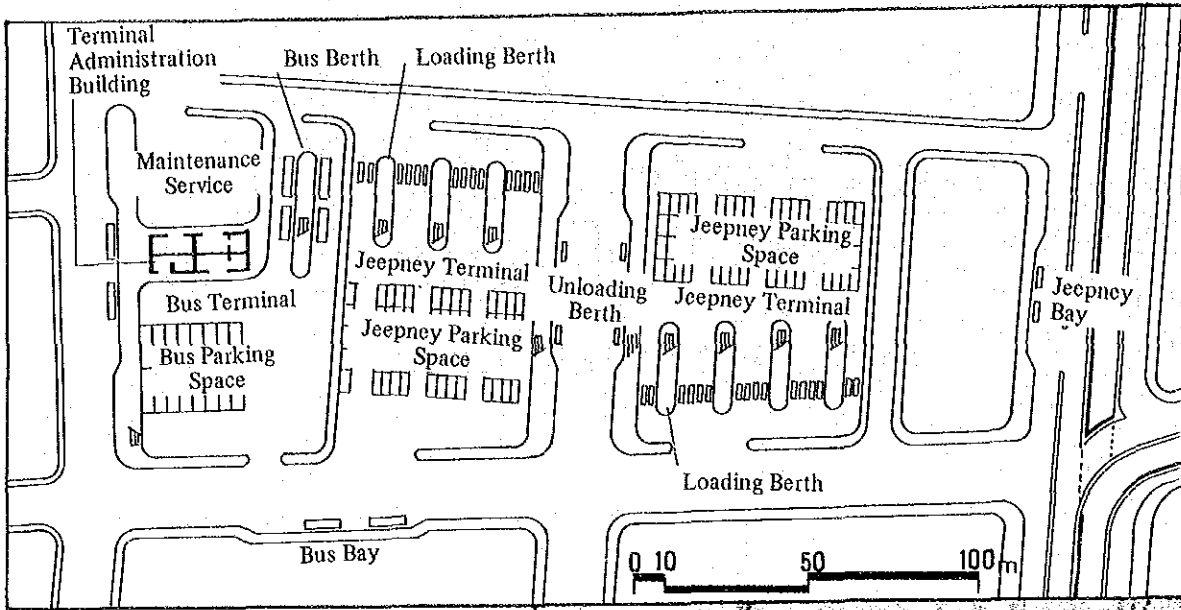 Terminal
Administration
Building
Bus Berth
Loading Berth
Maintenance
Service
Jeepney Parking
Space
Jeepney Terminal
Unloading
Berth
Jeepney Terminal
Jeepney
Bay
Bus Terminal
Jeepney Parking
Space
Bus Parking
Space
Loading Berth
Bus Bay
0 10 50 100m